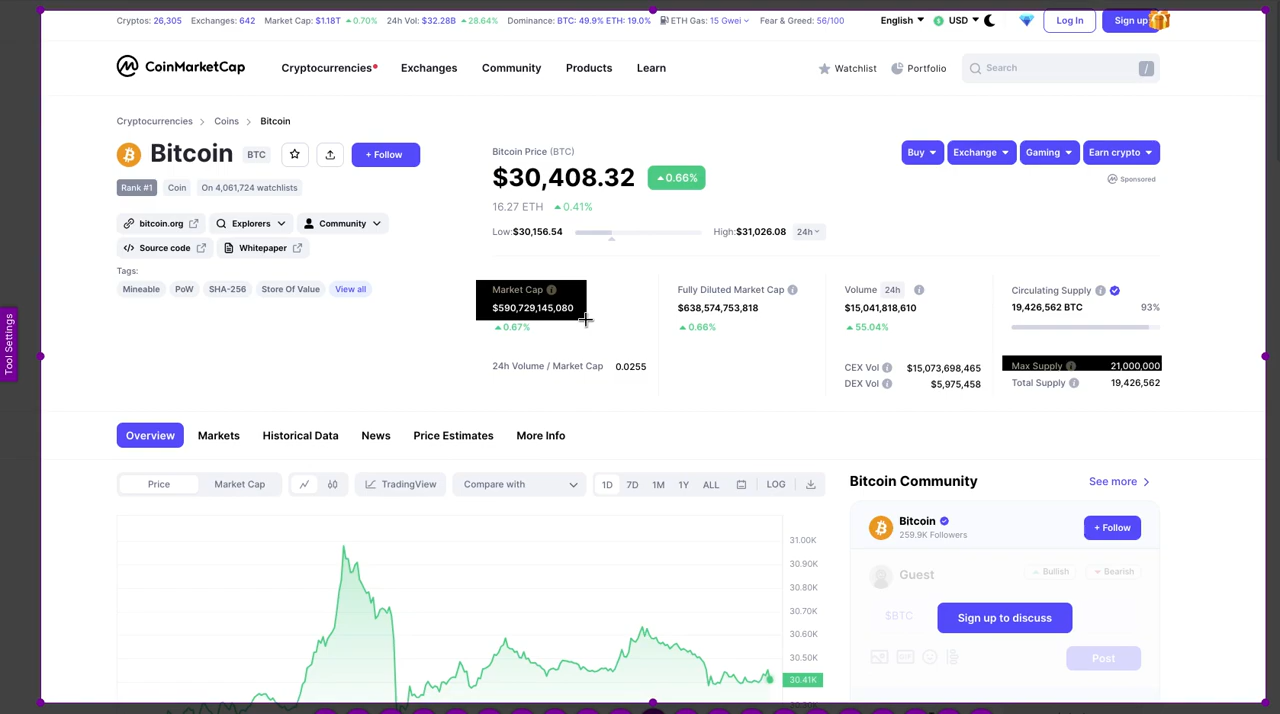 Cryptos: 26,305 Exchanges: 642 Market Cap: $1.18T 0.70% 24h Vol: $32.28B 28.64% Dominance: BTC: 49.9% ETH: 19.0% ETH Gas: 15 Gwei Fear & Greed: 56/100 English USD Log In Sign up
CoinMarketCap Cryptocurrencies Exchanges Community Products Learn Watchlist Portfolio Search /
Cryptocurrencies > Coins > Bitcoin
Bitcoin BTC + Follow
Rank #1 Coin On 4,061,724 watchlists
bitcoin.org Explorers Community
Source code Whitepaper
Tags:
Mineable PoW SHA-256 Store Of Value View all
Bitcoin Price (BTC)
$30,408.32 0.66%
16.27 ETH 0.41%
Low:$30,156.54 High:$31,026.08 24h
Buy Exchange Gaming Earn crypto
Sponsored
Market Cap
$590,729,145,080
0.67%
24h Volume / Market Cap 0.0255
Fully Diluted Market Cap
$638,574,753,818
0.66%
Volume 24h
$15,041,818,610
55.04%
CEX Vol $15,073,698,465
DEX Vol $5,975,458
Circulating Supply
19,426,562 BTC 93%
Max Supply 21,000,000
Total Supply 19,426,562
Tool Settings
Overview Markets Historical Data News Price Estimates More Info
Price Market Cap TradingView Compare with 1D 7D 1M 1Y ALL LOG
31.00K
30.90K
30.80K
30.70K
30.60K
30.50K
30.41K
Bitcoin Community See more
Bitcoin + Follow
259.9K Followers
Guest Bullish Bearish
$BTC
Sign up to discuss
Post